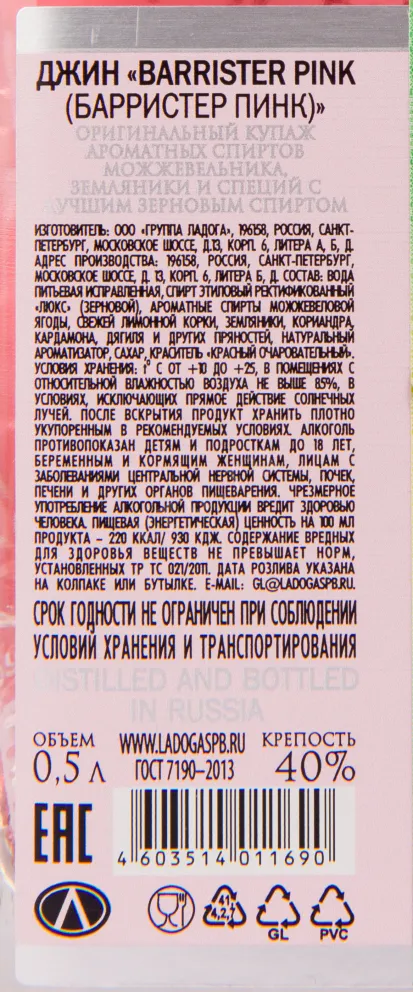 ДЖИН «BARRISTER PINK
(БАРРИСТЕР ПИНК)»
ОРИГИНАЛЬНЫЙ КУПАЖ
АРОМАТНЫХ СПИРТОВ
МОЖЖЕВЕЛЬНИКА,
ЗЕМЛЯНИКИ И СПЕЦИЙ С
ЛУЧШИМ ЗЕРНОВЫМ СПИРТОМ
ИЗГОТОВИТЕЛЬ: ООО «ГРУППА ЛАДОГА», 196158, РОССИЯ, САНКТ-
ПЕТЕРБУРГ, МОСКОВСКОЕ ШОССЕ, Д.13, КОРП. 6, ЛИТЕРА А, Б, Д.
АДРЕС ПРОИЗВОДСТВА: 196158, РОССИЯ, САНКТ-ПЕТЕРБУРГ,
МОСКОВСКОЕ ШОССЕ, Д. 13, КОРП. 6, ЛИТЕРА Б, Д. СОСТАВ: ВОДА
ПИТЬЕВАЯ ИСПРАВЛЕННАЯ, СПИРТ ЭТИЛОВЫЙ РЕКТИФИКОВАННЫЙ
«ЛЮКС» (ЗЕРНОВОЙ), АРОМАТНЫЕ СПИРТЫ МОЖЖЕВЕЛОВОЙ
ЯГОДЫ, СВЕЖЕЙ ЛИМОННОЙ КОРКИ, ЗЕМЛЯНИКИ, КОРИАНДРА,
КАРДАМОНА, ДЯГИЛЯ И ДРУГИХ ПРЯНОСТЕЙ, НАТУРАЛЬНЫЙ
АРОМАТИЗАТОР, САХАР, КРАСИТЕЛЬ «КРАСНЫЙ ОЧАРОВАТЕЛЬНЫЙ».
УСЛОВИЯ ХРАНЕНИЯ: t° С ОТ +10 ДО +25, В ПОМЕЩЕНИЯХ С
ОТНОСИТЕЛЬНОЙ ВЛАЖНОСТЬЮ ВОЗДУХА НЕ ВЫШЕ 85%, В
УСЛОВИЯХ, ИСКЛЮЧАЮЩИХ ПРЯМОЕ ДЕЙСТВИЕ СОЛНЕЧНЫХ
ЛУЧЕЙ. ПОСЛЕ ВСКРЫТИЯ ПРОДУКТ ХРАНИТЬ ПЛОТНО
УКУПОРЕННЫМ В РЕКОМЕНДУЕМЫХ УСЛОВИЯХ. АЛКОГОЛЬ
ПРОТИВОПОКАЗАН ДЕТЯМ И ПОДРОСТКАМ ДО 18 ЛЕТ,
БЕРЕМЕННЫМ И КОРМЯЩИМ ЖЕНЩИНАМ, ЛИЦАМ С
ЗАБОЛЕВАНИЯМИ ЦЕНТРАЛЬНОЙ НЕРВНОЙ СИСТЕМЫ, ПОЧЕК,
ПЕЧЕНИ И ДРУГИХ ОРГАНОВ ПИЩЕВАРЕНИЯ. ЧРЕЗМЕРНОЕ
УПОТРЕБЛЕНИЕ АЛКОГОЛЬНОЙ ПРОДУКЦИИ ВРЕДИТ ЗДОРОВЬЮ
ЧЕЛОВЕКА. ПИЩЕВАЯ (ЭНЕРГЕТИЧЕСКАЯ) ЦЕННОСТЬ НА 100 МЛ
ПРОДУКТА – 220 ККАЛ/ 930 КДЖ. СОДЕРЖАНИЕ ВРЕДНЫХ
ДЛЯ ЗДОРОВЬЯ ВЕЩЕСТВ НЕ ПРЕВЫШАЕТ НОРМ,
УСТАНОВЛЕННЫХ ТР ТС 021/2011. ДАТА РОЗЛИВА УКАЗАНА
НА КОЛПАКЕ ИЛИ БУТЫЛКЕ. E-MAIL: GL@LADOGASPB.RU.
СРОК ГОДНОСТИ НЕ ОГРАНИЧЕН ПРИ СОБЛЮДЕНИИ
УСЛОВИЙ ХРАНЕНИЯ И ТРАНСПОРТИРОВАНИЯ
DISTILLED AND BOTTLED
IN RUSSIA
ОБЪЕМ WWW.LADOGASPB.RU КРЕПОСТЬ
0,5 Л ГОСТ 7190–2013 40%
EAC
4 603514 011690
41 4,2,7
GL PVC